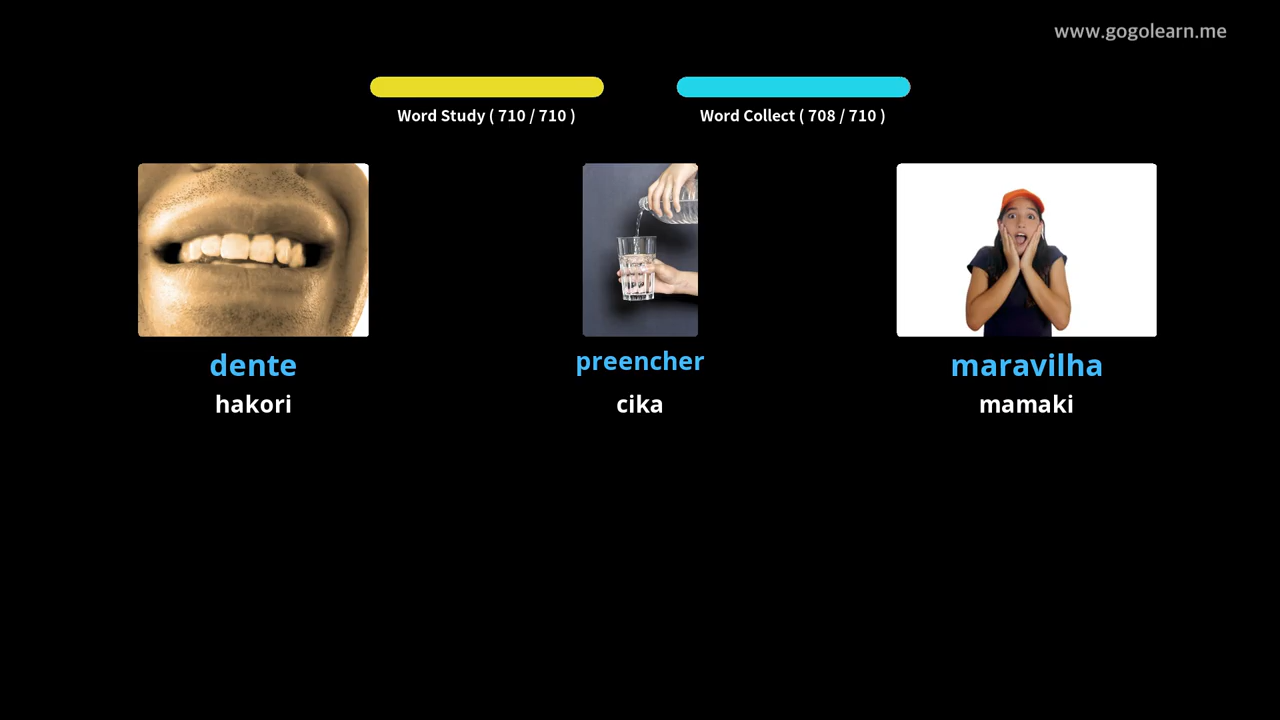 www.gogolearn.me
Word Study ( 710 / 710 )
Word Collect ( 708 / 710 )
dente
preencher
maravilha
hakori
cika
mamaki